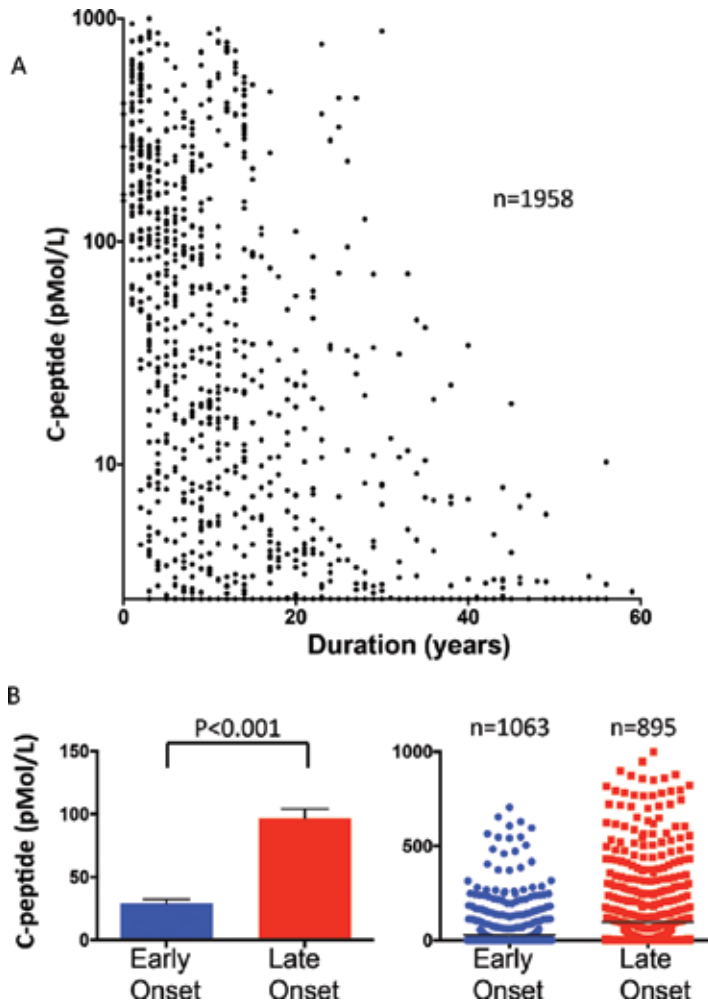 A
1000
100
10
C-peptide (pMol/L)
n=1958
0
20
40
60
Duration (years)
B
P<0.001
150
100
50
0
C-peptide (pMol/L)
Early
Onset
Late
Onset
n=1063
n=895
1000
500
0
Early
Onset
Late
Onset